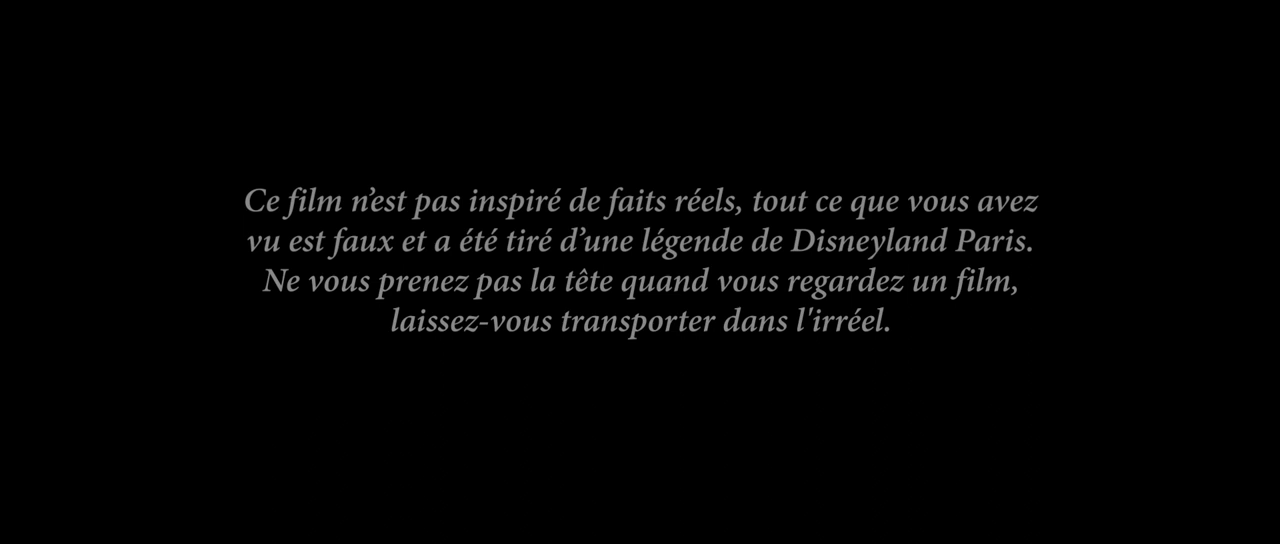 Ce film n’est pas inspiré de faits réels, tout ce que vous avez
vu est faux et a été tiré d’une légende de Disneyland Paris.
Ne vous prenez pas la tête quand vous regardez un film,
laissez-vous transporter dans l'irréel.